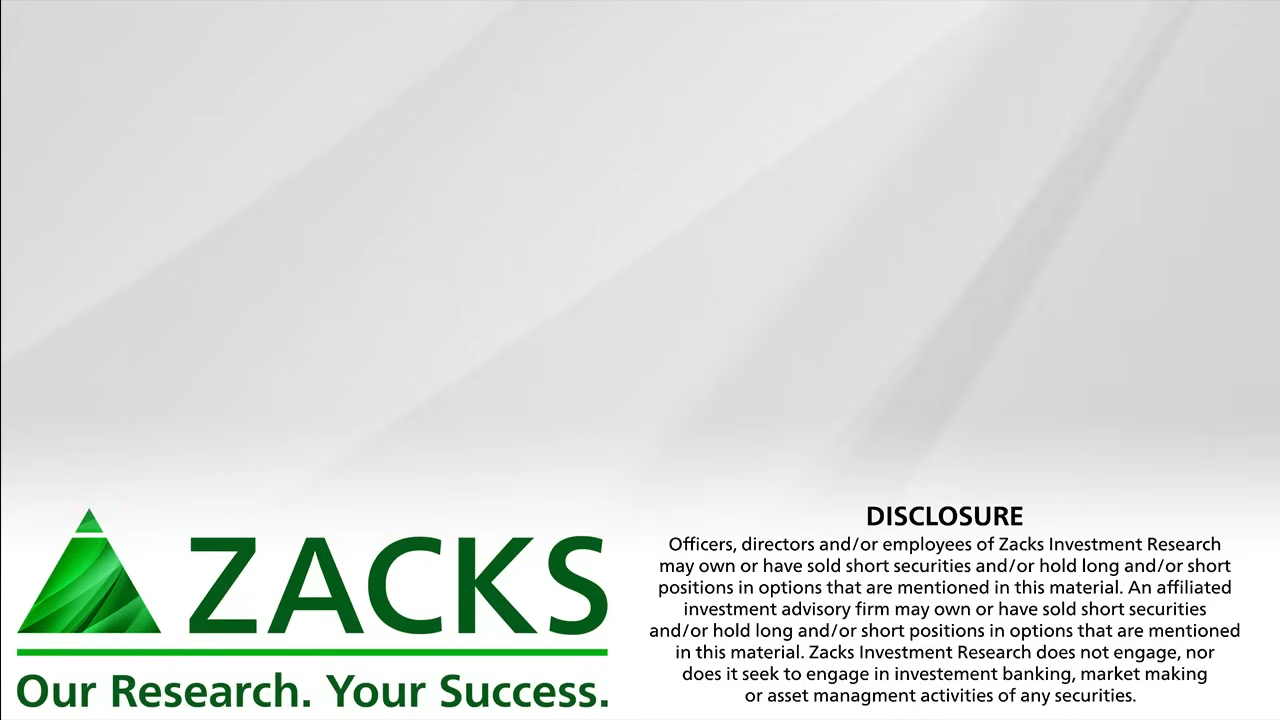 ZACKS
Our Research. Your Success.
DISCLOSURE
Officers, directors and/or employees of Zacks Investment Research
may own or have sold short securities and/or hold long and/or short
positions in options that are mentioned in this material. An affiliated
investment advisory firm may own or have sold short securities
and/or hold long and/or short positions in options that are mentioned
in this material. Zacks Investment Research does not engage, nor
does it seek to engage in investement banking, market making
or asset managment activities of any securities.